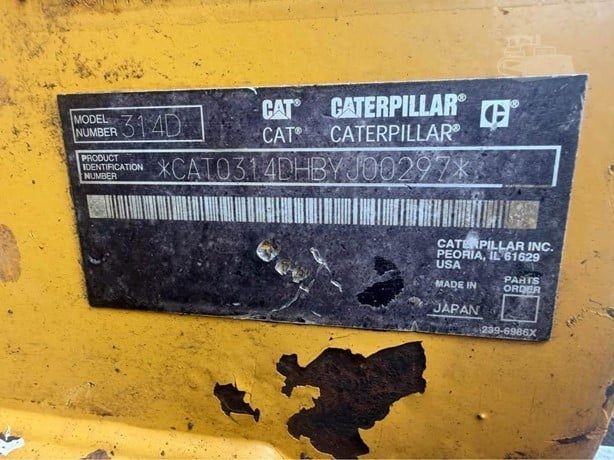 MODEL NUMBER 314D
CAT® CATERPILLAR® C®
CAT® CATERPILLAR®
PRODUCT IDENTIFICATION NUMBER *CAT0314DHBYJ00297*
CATERPILLAR INC.
PEORIA, IL 61629
USA
MADE IN
JAPAN
PARTS ORDER
239-6986X